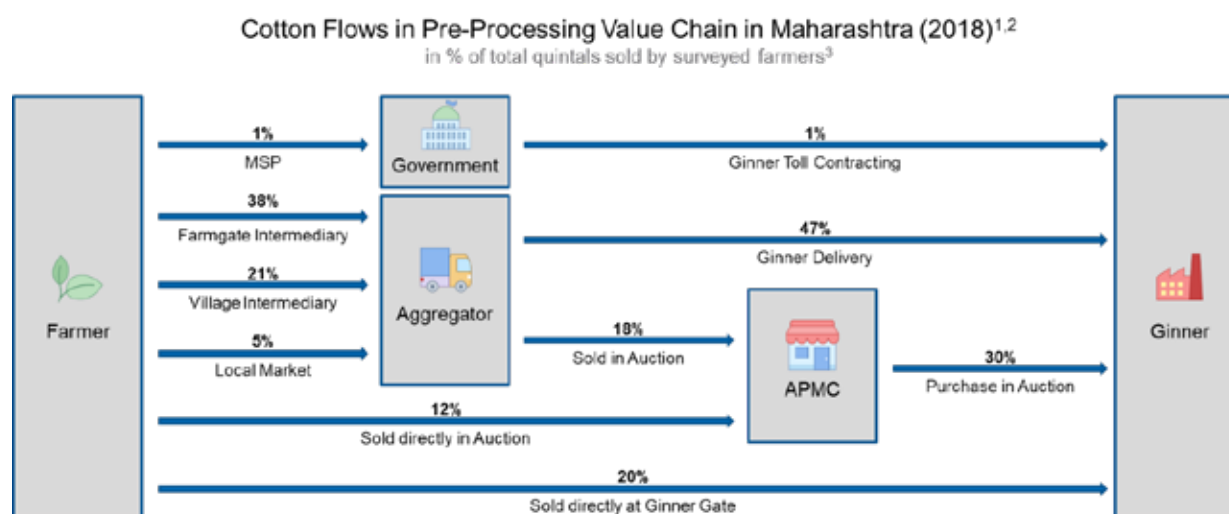 Cotton Flows in Pre-Processing Value Chain in Maharashtra (2018)1,2
in % of total quintals sold by surveyed farmers3
1%
MSP
Government
1%
Ginner Toll Contracting
38%
Farmgate Intermediary
47%
Ginner Delivery
21%
Village Intermediary
Farmer
Aggregator
Ginner
5%
Local Market
18%
Sold in Auction
APMC
30%
Purchase in Auction
12%
Sold directly in Auction
20%
Sold directly at Ginner Gate